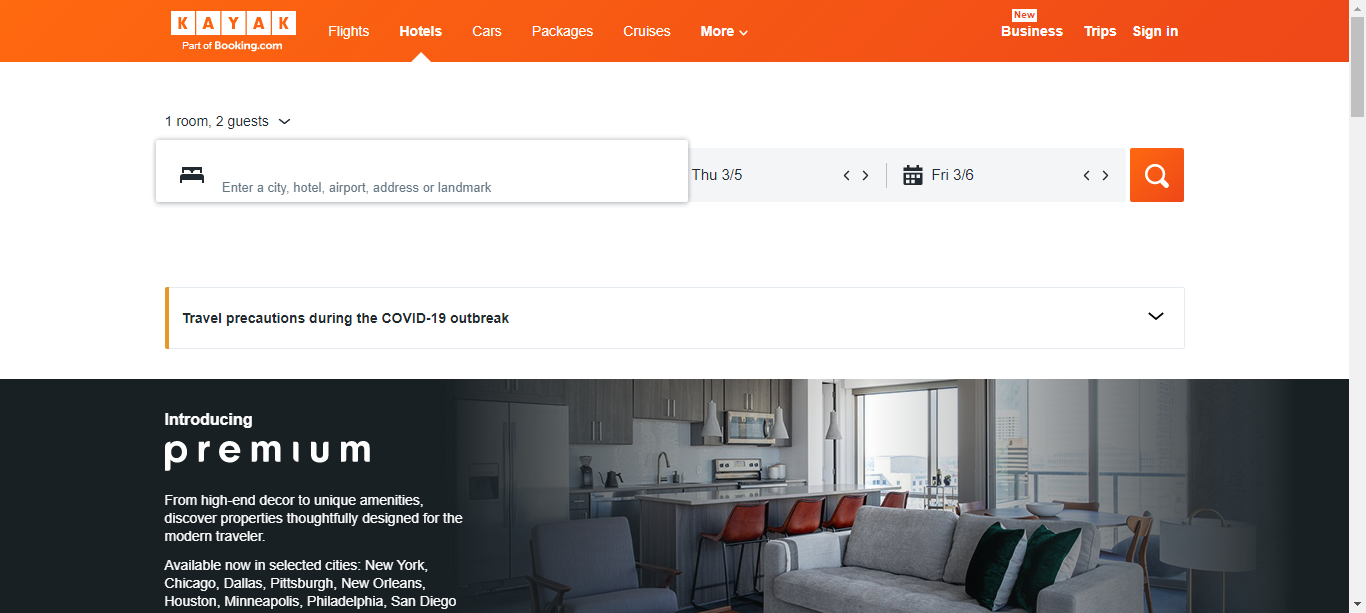 KAYAK
Part of Booking.com
Flights
Hotels
Cars
Packages
Cruises
More
New
Business
Trips
Sign in
1 room, 2 guests
Enter a city, hotel, airport, address or landmark
Thu 3/5
Fri 3/6
Travel precautions during the COVID-19 outbreak
Introducing
premium
From high-end decor to unique amenities,
discover properties thoughtfully designed for the
modern traveler.
Available now in selected cities: New York,
Chicago, Dallas, Pittsburgh, New Orleans,
Houston, Minneapolis, Philadelphia, San Diego